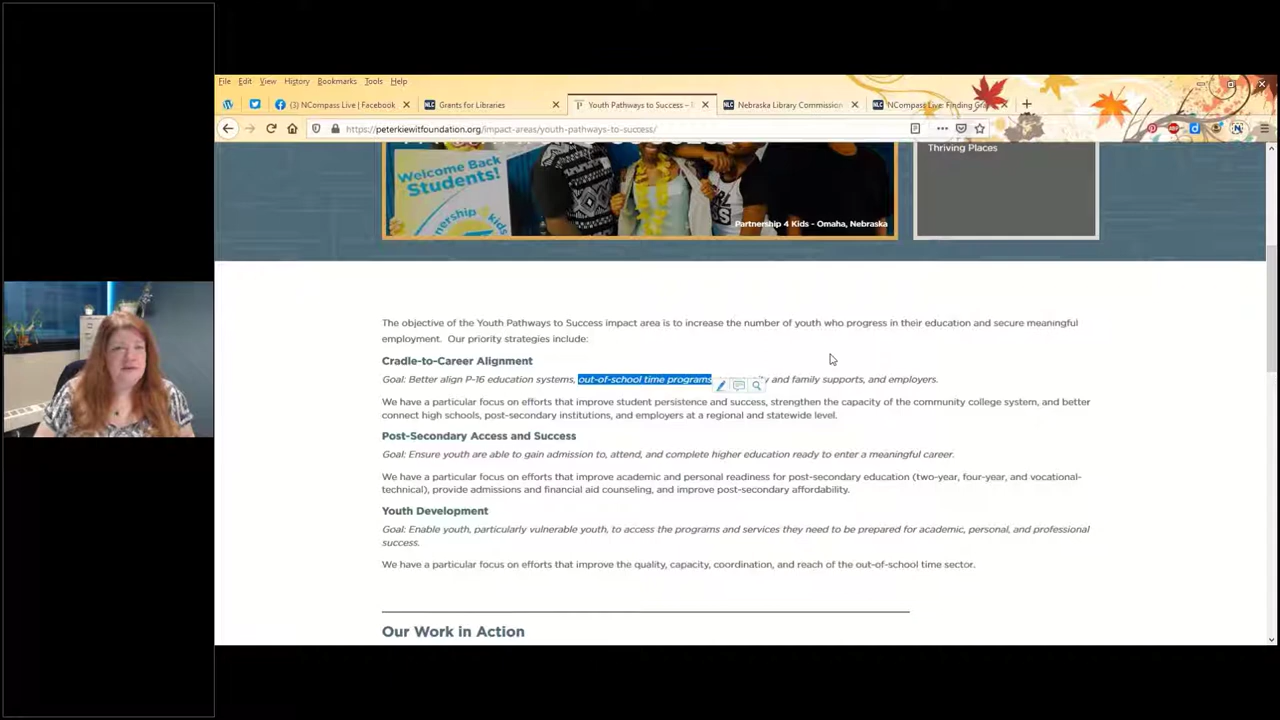 File Edit View History Bookmarks Tools Help
(3) NCompass Live | Facebook × Grants for Libraries × Youth Pathways to Success – × Nebraska Library Commission × NCompass Live: Finding Gra × +
https://peterkiewitfoundation.org/impact-areas/youth-pathways-to-success/
Welcome Back
Students!
Partnership 4 Kids - Omaha, Nebraska
Thriving Places
The objective of the Youth Pathways to Success impact area is to increase the number of youth who progress in their education and secure meaningful
employment. Our priority strategies include:
Cradle-to-Career Alignment
Goal: Better align P-16 education systems, out-of-school time programs and family supports, and employers.
We have a particular focus on efforts that improve student persistence and success, strengthen the capacity of the community college system, and better
connect high schools, post-secondary institutions, and employers at a regional and statewide level.
Post-Secondary Access and Success
Goal: Ensure youth are able to gain admission to, attend, and complete higher education ready to enter a meaningful career.
We have a particular focus on efforts that improve academic and personal readiness for post-secondary education (two-year, four-year, and vocational-
technical), provide admissions and financial aid counseling, and improve post-secondary affordability.
Youth Development
Goal: Enable youth, particularly vulnerable youth, to access the programs and services they need to be prepared for academic, personal, and professional
success.
We have a particular focus on efforts that improve the quality, capacity, coordination, and reach of the out-of-school time sector.
Our Work in Action